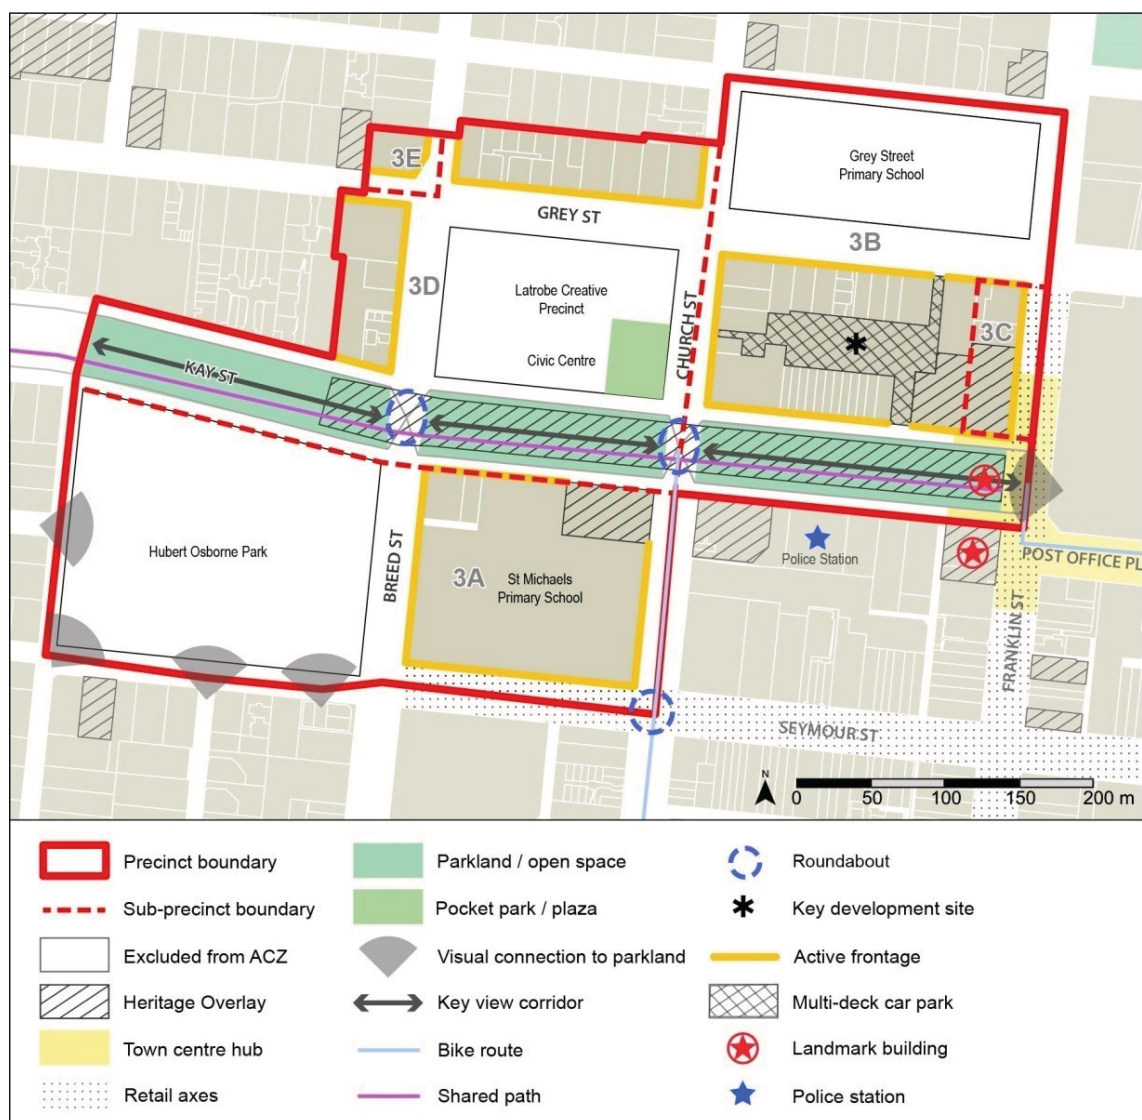 Grey Street
Primary School
3E
GREY ST
3B
3D
Latrobe Creative
Precinct
CHURCH ST
3C
Civic Centre
KAY ST
Hubert Osborne Park
BREED ST
3A
St Michaels
Primary School
Police Station
POST OFFICE PL
FRANKLIN ST
SEYMOUR ST
N
0 50 100 150 200 m
Precinct boundary
Parkland / open space
Roundabout
Sub-precinct boundary
Pocket park / plaza
Key development site
Excluded from ACZ
Visual connection to parkland
Active frontage
Heritage Overlay
Key view corridor
Multi-deck car park
Town centre hub
Bike route
Landmark building
Retail axes
Shared path
Police station